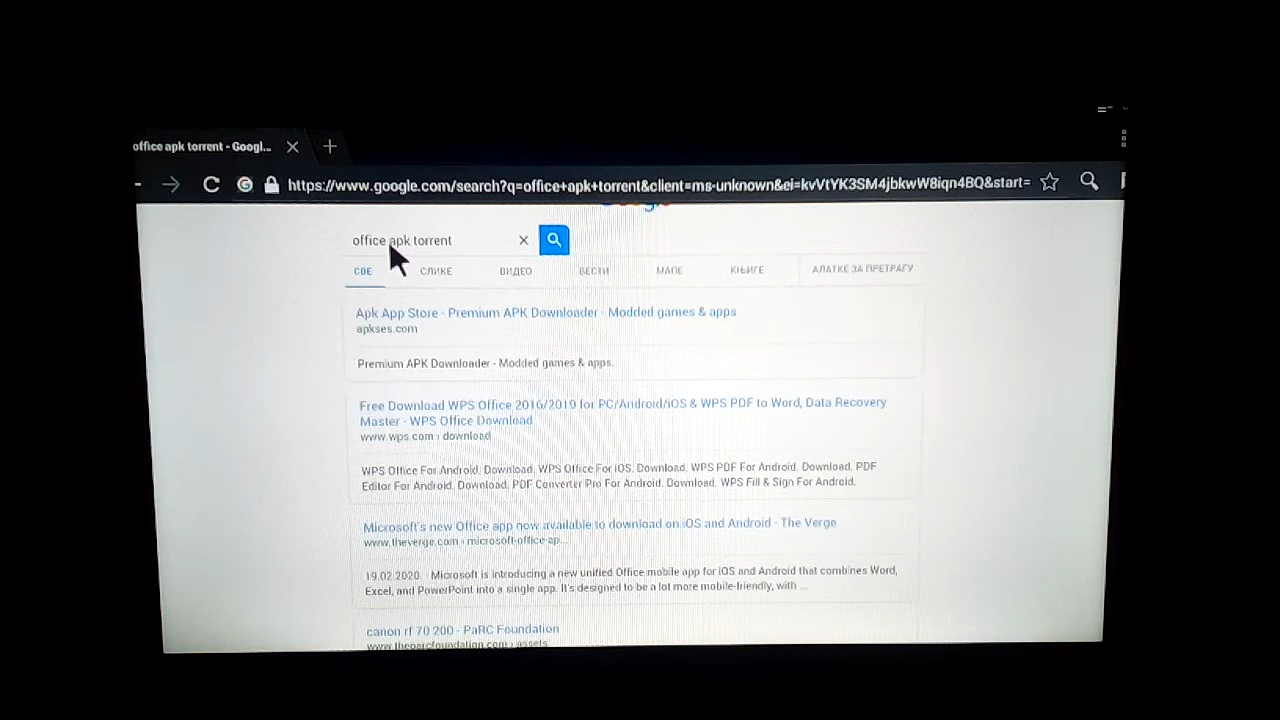 office apk torrent - Googl...
https://www.google.com/search?q=office+apk+torrent&client=ms-unknown&ei=kvVtYK3SM4jbkwW8iqn4BQ&start=
office apk torrent
СВЕ СЛИКЕ ВИДЕО ВЕСТИ МАПЕ КЊИГЕ АЛАТКЕ ЗА ПРЕТРАГУ
Apk App Store - Premium APK Downloader - Modded games & apps
apkses.com
Premium APK Downloader - Modded games & apps.
Free Download WPS Office 2016/2019 for PC/Android/iOS & WPS PDF to Word, Data Recovery
Master - WPS Office Download
www.wps.com › download
WPS Office For Android. Download. WPS Office For iOS. Download. WPS PDF For Android. Download. PDF
Editor For Android. Download. PDF Converter Pro For Android. Download. WPS Fill & Sign For Android.
Microsoft's new Office app now available to download on iOS and Android - The Verge
www.theverge.com › microsoft-office-ap...
19.02.2020. · Microsoft is introducing a new unified Office mobile app for iOS and Android that combines Word,
Excel, and PowerPoint into a single app. It's designed to be a lot more mobile-friendly, with ...
canon rf 70 200 - PaRC Foundation
www.theparcfoundation.com › assets